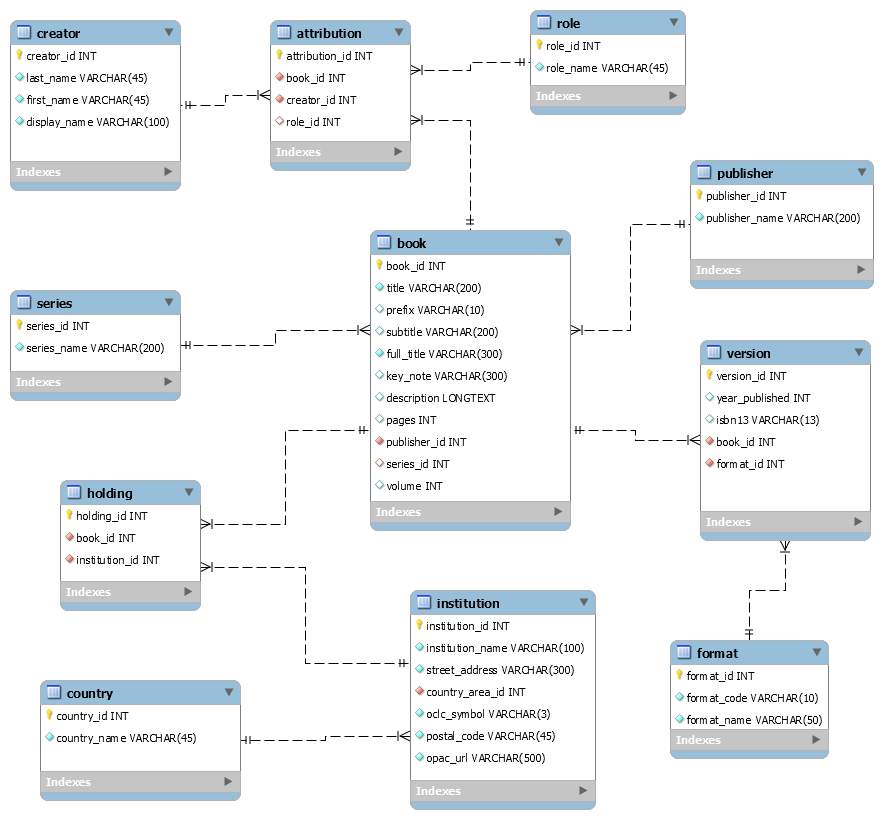 creator
creator_id INT
last_name VARCHAR(45)
first_name VARCHAR(45)
display_name VARCHAR(100)
Indexes
attribution
attribution_id INT
book_id INT
creator_id INT
role_id INT
Indexes
role
role_id INT
role_name VARCHAR(45)
Indexes
publisher
publisher_id INT
publisher_name VARCHAR(200)
Indexes
book
book_id INT
title VARCHAR(200)
prefix VARCHAR(10)
subtitle VARCHAR(200)
full_title VARCHAR(300)
key_note VARCHAR(300)
description LONGTEXT
pages INT
publisher_id INT
series_id INT
volume INT
Indexes
series
series_id INT
series_name VARCHAR(200)
Indexes
version
version_id INT
year_published INT
isbn13 VARCHAR(13)
book_id INT
format_id INT
Indexes
holding
holding_id INT
book_id INT
institution_id INT
Indexes
institution
institution_id INT
institution_name VARCHAR(100)
street_address VARCHAR(300)
country_area_id INT
oclc_symbol VARCHAR(3)
postal_code VARCHAR(45)
opac_url VARCHAR(500)
Indexes
format
format_id INT
format_code VARCHAR(10)
format_name VARCHAR(50)
Indexes
country
country_id INT
country_name VARCHAR(45)
Indexes